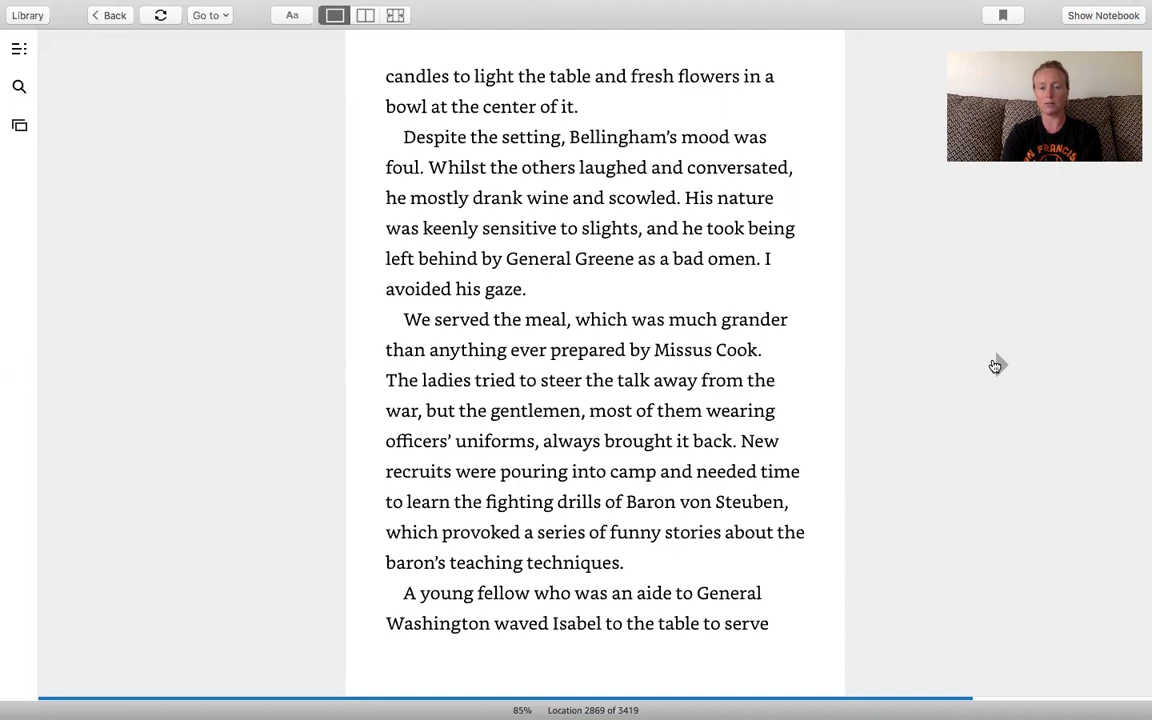 Library
Back
Go to
Aa
Show Notebook
candles to light the table and fresh flowers in a
bowl at the center of it.
Despite the setting, Bellingham's mood was
foul. Whilst the others laughed and conversated,
he mostly drank wine and scowled. His nature
was keenly sensitive to slights, and he took being
left behind by General Greene as a bad omen. I
avoided his gaze.
We served the meal, which was much grander
than anything ever prepared by Missus Cook.
The ladies tried to steer the talk away from the
war, but the gentlemen, most of them wearing
officers' uniforms, always brought it back. New
recruits were pouring into camp and needed time
to learn the fighting drills of Baron von Steuben,
which provoked a series of funny stories about the
baron's teaching techniques.
A young fellow who was an aide to General
Washington waved Isabel to the table to serve
85% Location 2869 of 3419